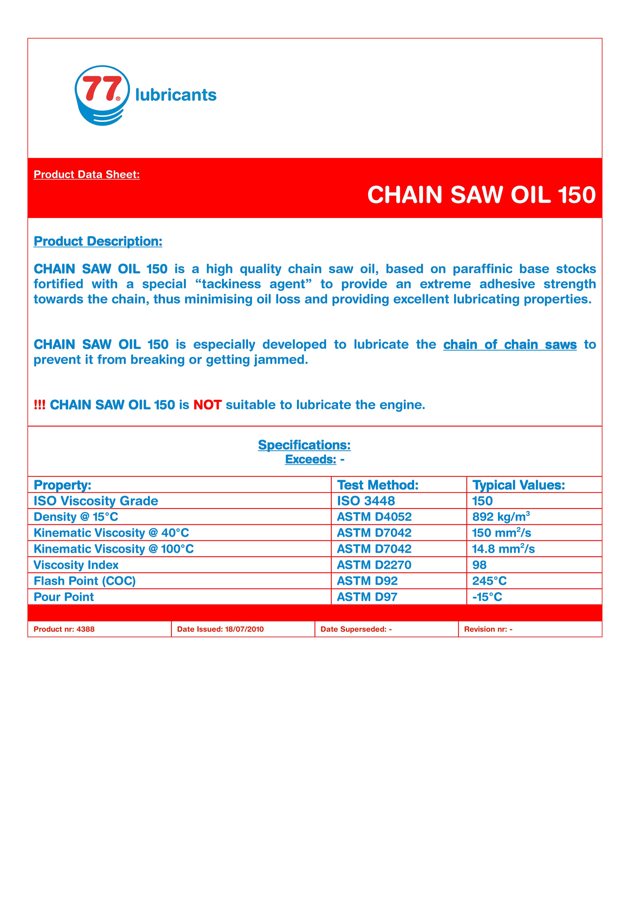 77® lubricants
Product Data Sheet:
CHAIN SAW OIL 150
Product Description:
CHAIN SAW OIL 150 is a high quality chain saw oil, based on paraffinic base stocks
fortified with a special “tackiness agent” to provide an extreme adhesive strength
towards the chain, thus minimising oil loss and providing excellent lubricating properties.
CHAIN SAW OIL 150 is especially developed to lubricate the chain of chain saws to
prevent it from breaking or getting jammed.
!!! CHAIN SAW OIL 150 is NOT suitable to lubricate the engine.
Specifications:
Exceeds: -
Property: Test Method: Typical Values:
ISO Viscosity Grade ISO 3448 150
Density @ 15°C ASTM D4052 892 kg/m³
Kinematic Viscosity @ 40°C ASTM D7042 150 mm²/s
Kinematic Viscosity @ 100°C ASTM D7042 14.8 mm²/s
Viscosity Index ASTM D2270 98
Flash Point (COC) ASTM D92 245°C
Pour Point ASTM D97 -15°C
Product nr: 4388 Date Issued: 18/07/2010 Date Superseded: - Revision nr: -